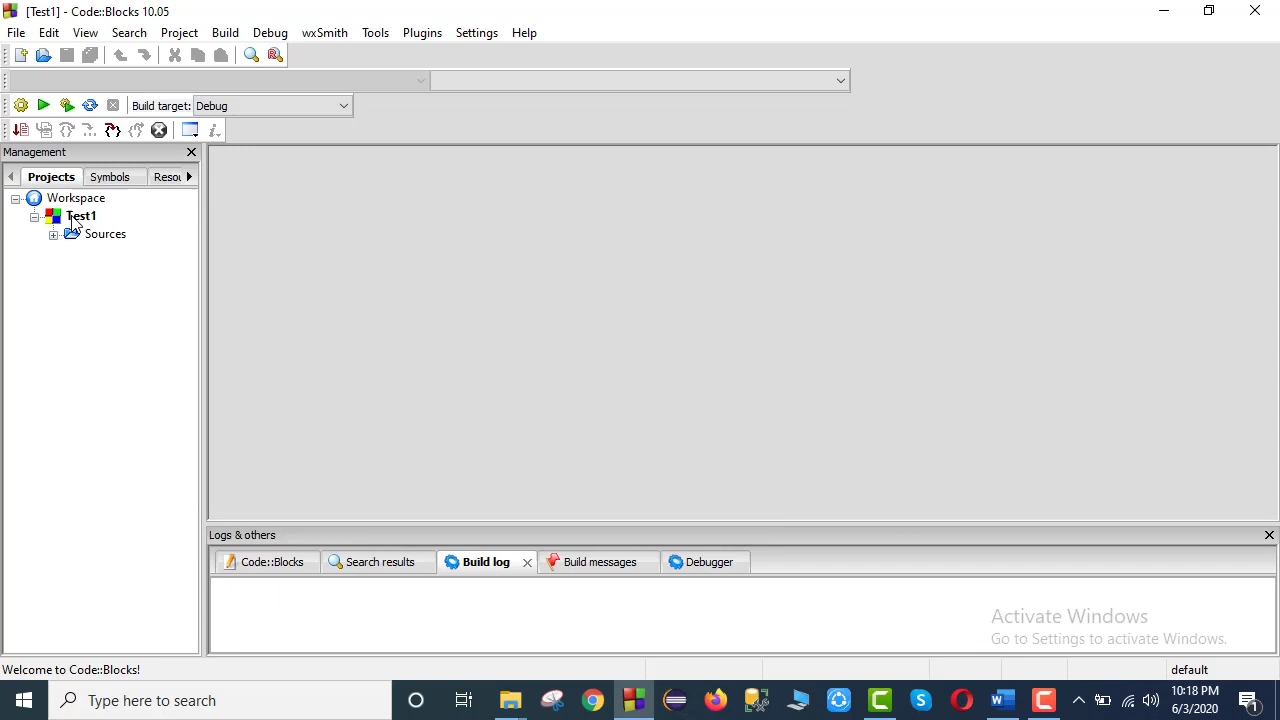 [Test1] - Code::Blocks 10.05
File Edit View Search Project Build Debug wxSmith Tools Plugins Settings Help
Build target: Debug
Management
Projects Symbols Resou
Workspace
Test1
Sources
Logs & others
Code::Blocks Search results Build log Build messages Debugger
Activate Windows
Go to Settings to activate Windows.
Welcome to Code::Blocks! default
Type here to search
10:18 PM
6/3/2020
1